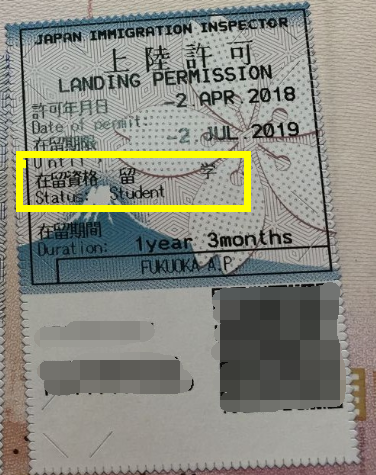 JAPAN IMMIGRATION INSPECTOR
上陸許可
LANDING PERMISSION
許可年月日 -2. APR. 2018
Date of permit:
在留期限 -2. JUL. 2019
Until:
在留資格 留 学
Status: Student
在留期間
Duration: 1year 3months
FUKUOKA A.P.